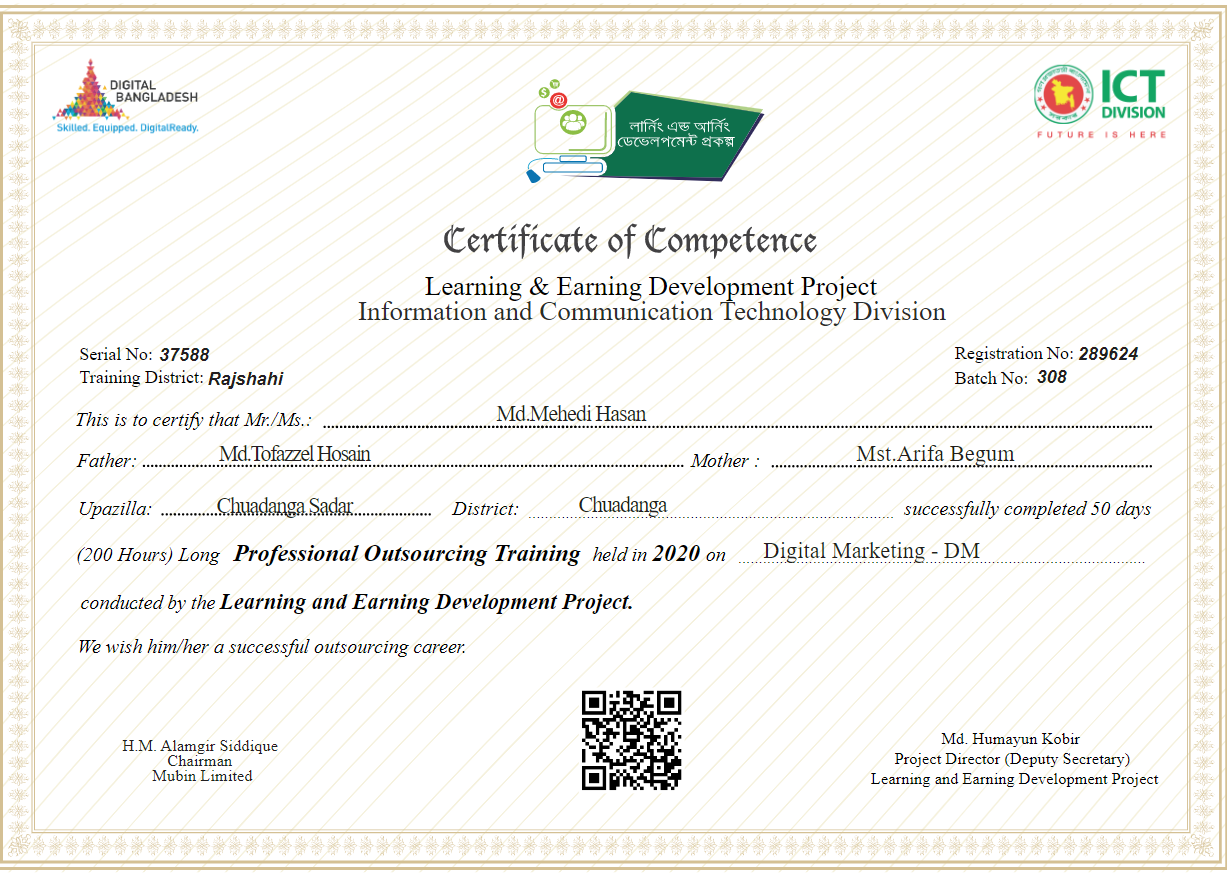 DIGITAL
BANGLADESH
Skilled. Equipped. DigitalReady.
লার্নিং এন্ড আর্নিং
ডেভেলপমেন্ট প্রকল্প
ICT
DIVISION
FUTURE IS HERE
Certificate of Competence
Learning & Earning Development Project
Information and Communication Technology Division
Serial No: 37588
Registration No: 289624
Training District: Rajshahi
Batch No: 308
This is to certify that Mr./Ms.: Md.Mehedi Hasan
Father: Md.Tofazzel Hosain Mother : Mst.Arifa Begum
Upazilla: Chuadanga Sadar District: Chuadanga successfully completed 50 days
(200 Hours) Long Professional Outsourcing Training held in 2020 on Digital Marketing - DM
conducted by the Learning and Earning Development Project.
We wish him/her a successful outsourcing career.
H.M. Alamgir Siddique
Chairman
Mubin Limited
Md. Humayun Kobir
Project Director (Deputy Secretary)
Learning and Earning Development Project